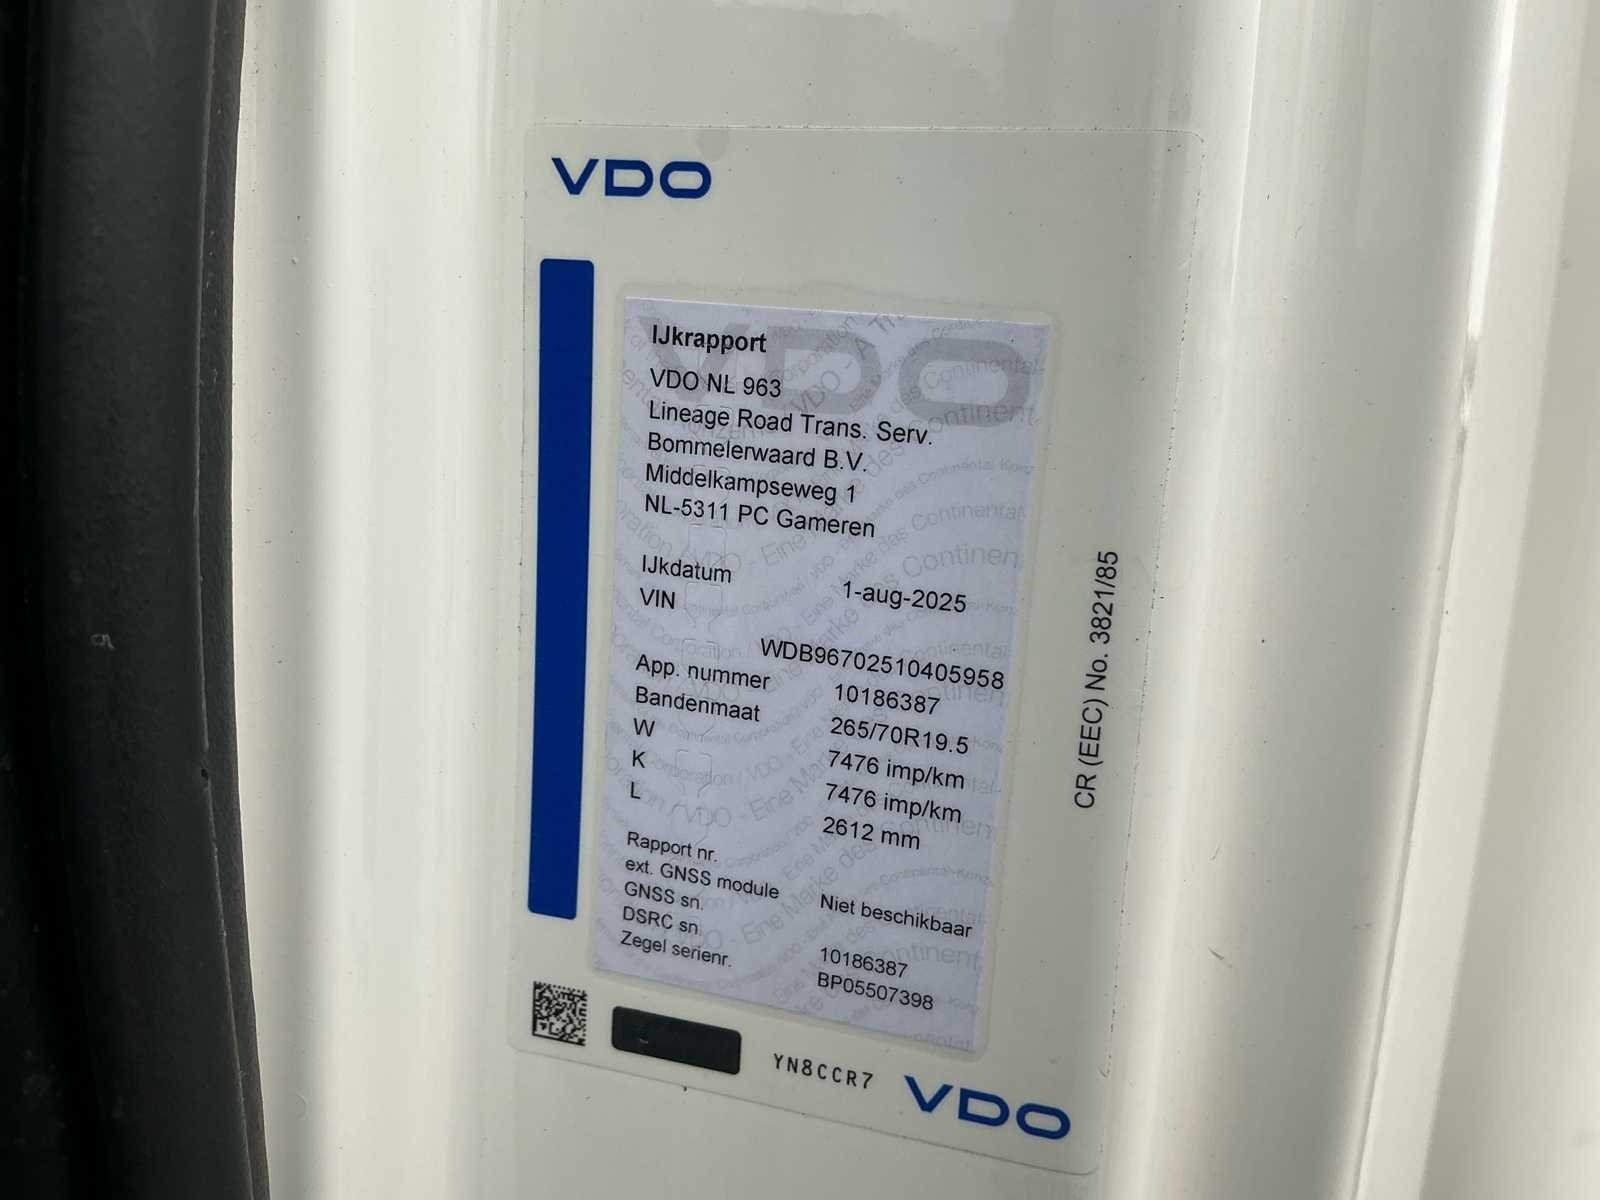 VDO
IJkrapport
VDO NL 963
Lineage Road Trans. Serv.
Bommelerwaard B.V.
Middelkampseweg 1
NL-5311 PC Gameren
IJkdatum 1-aug-2025
VIN
WDB96702510405958
App. nummer 10186387
Bandenmaat 265/70R19.5
W 7476 imp/km
K 7476 imp/km
L 2612 mm
Rapport nr.
ext. GNSS module Niet beschikbaar
GNSS sn.
DSRC sn. 10186387
Zegel serienr. BP05507398
CR (EEC) No. 3821/85
YN8CCR7
VDO